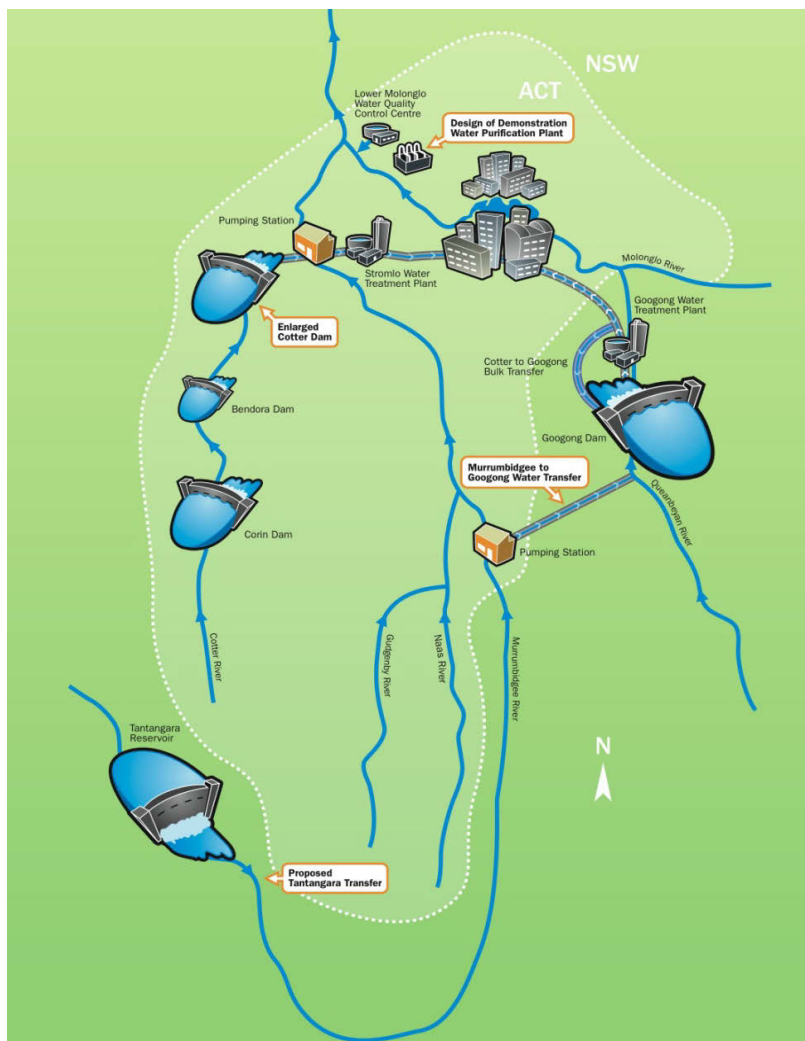 NSW
ACT
Lower Molonglo
Water Quality
Control Centre
Design of Demonstration
Water Purification Plant
Pumping Station
Stromlo Water
Treatment Plant
Molonglo River
Googong Water
Treatment Plant
Enlarged
Cotter Dam
Cotter to Googong
Bulk Transfer
Bendora Dam
Googong Dam
Murrumbidgee to
Googong Water Transfer
Queanbeyan River
Corin Dam
Pumping Station
Cotter River
Gudgenby River
Naas River
Murrumbidgee River
Tantangara
Reservoir
N
Proposed
Tantangara Transfer